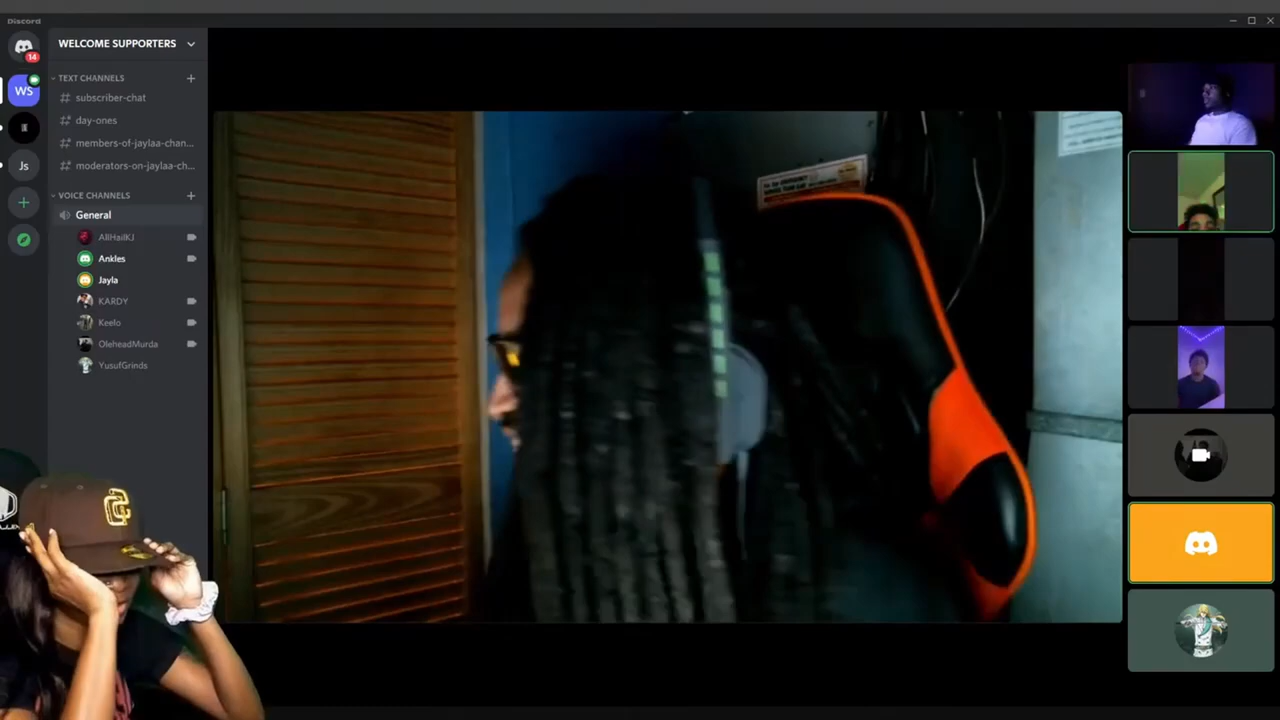 Discord
14
WELCOME SUPPORTERS
WS
TEXT CHANNELS
subscriber-chat
day-ones
members-of-jaylaa-chan...
Js
moderators-on-jaylaa-ch...
VOICE CHANNELS
General
AllHailKJ
Ankles
Jayla
KARDY
Keelo
OleheadMurda
YusufGrinds